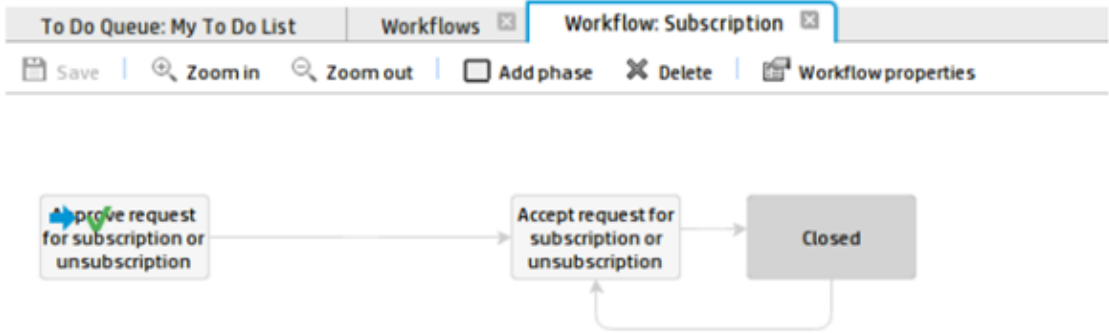 To Do Queue: My To Do List Workflows Workflow: Subscription
Save Zoom in Zoom out Add phase Delete Workflow properties
Approve request
for subscription or
unsubscription
Accept request for
subscription or
unsubscription
Closed